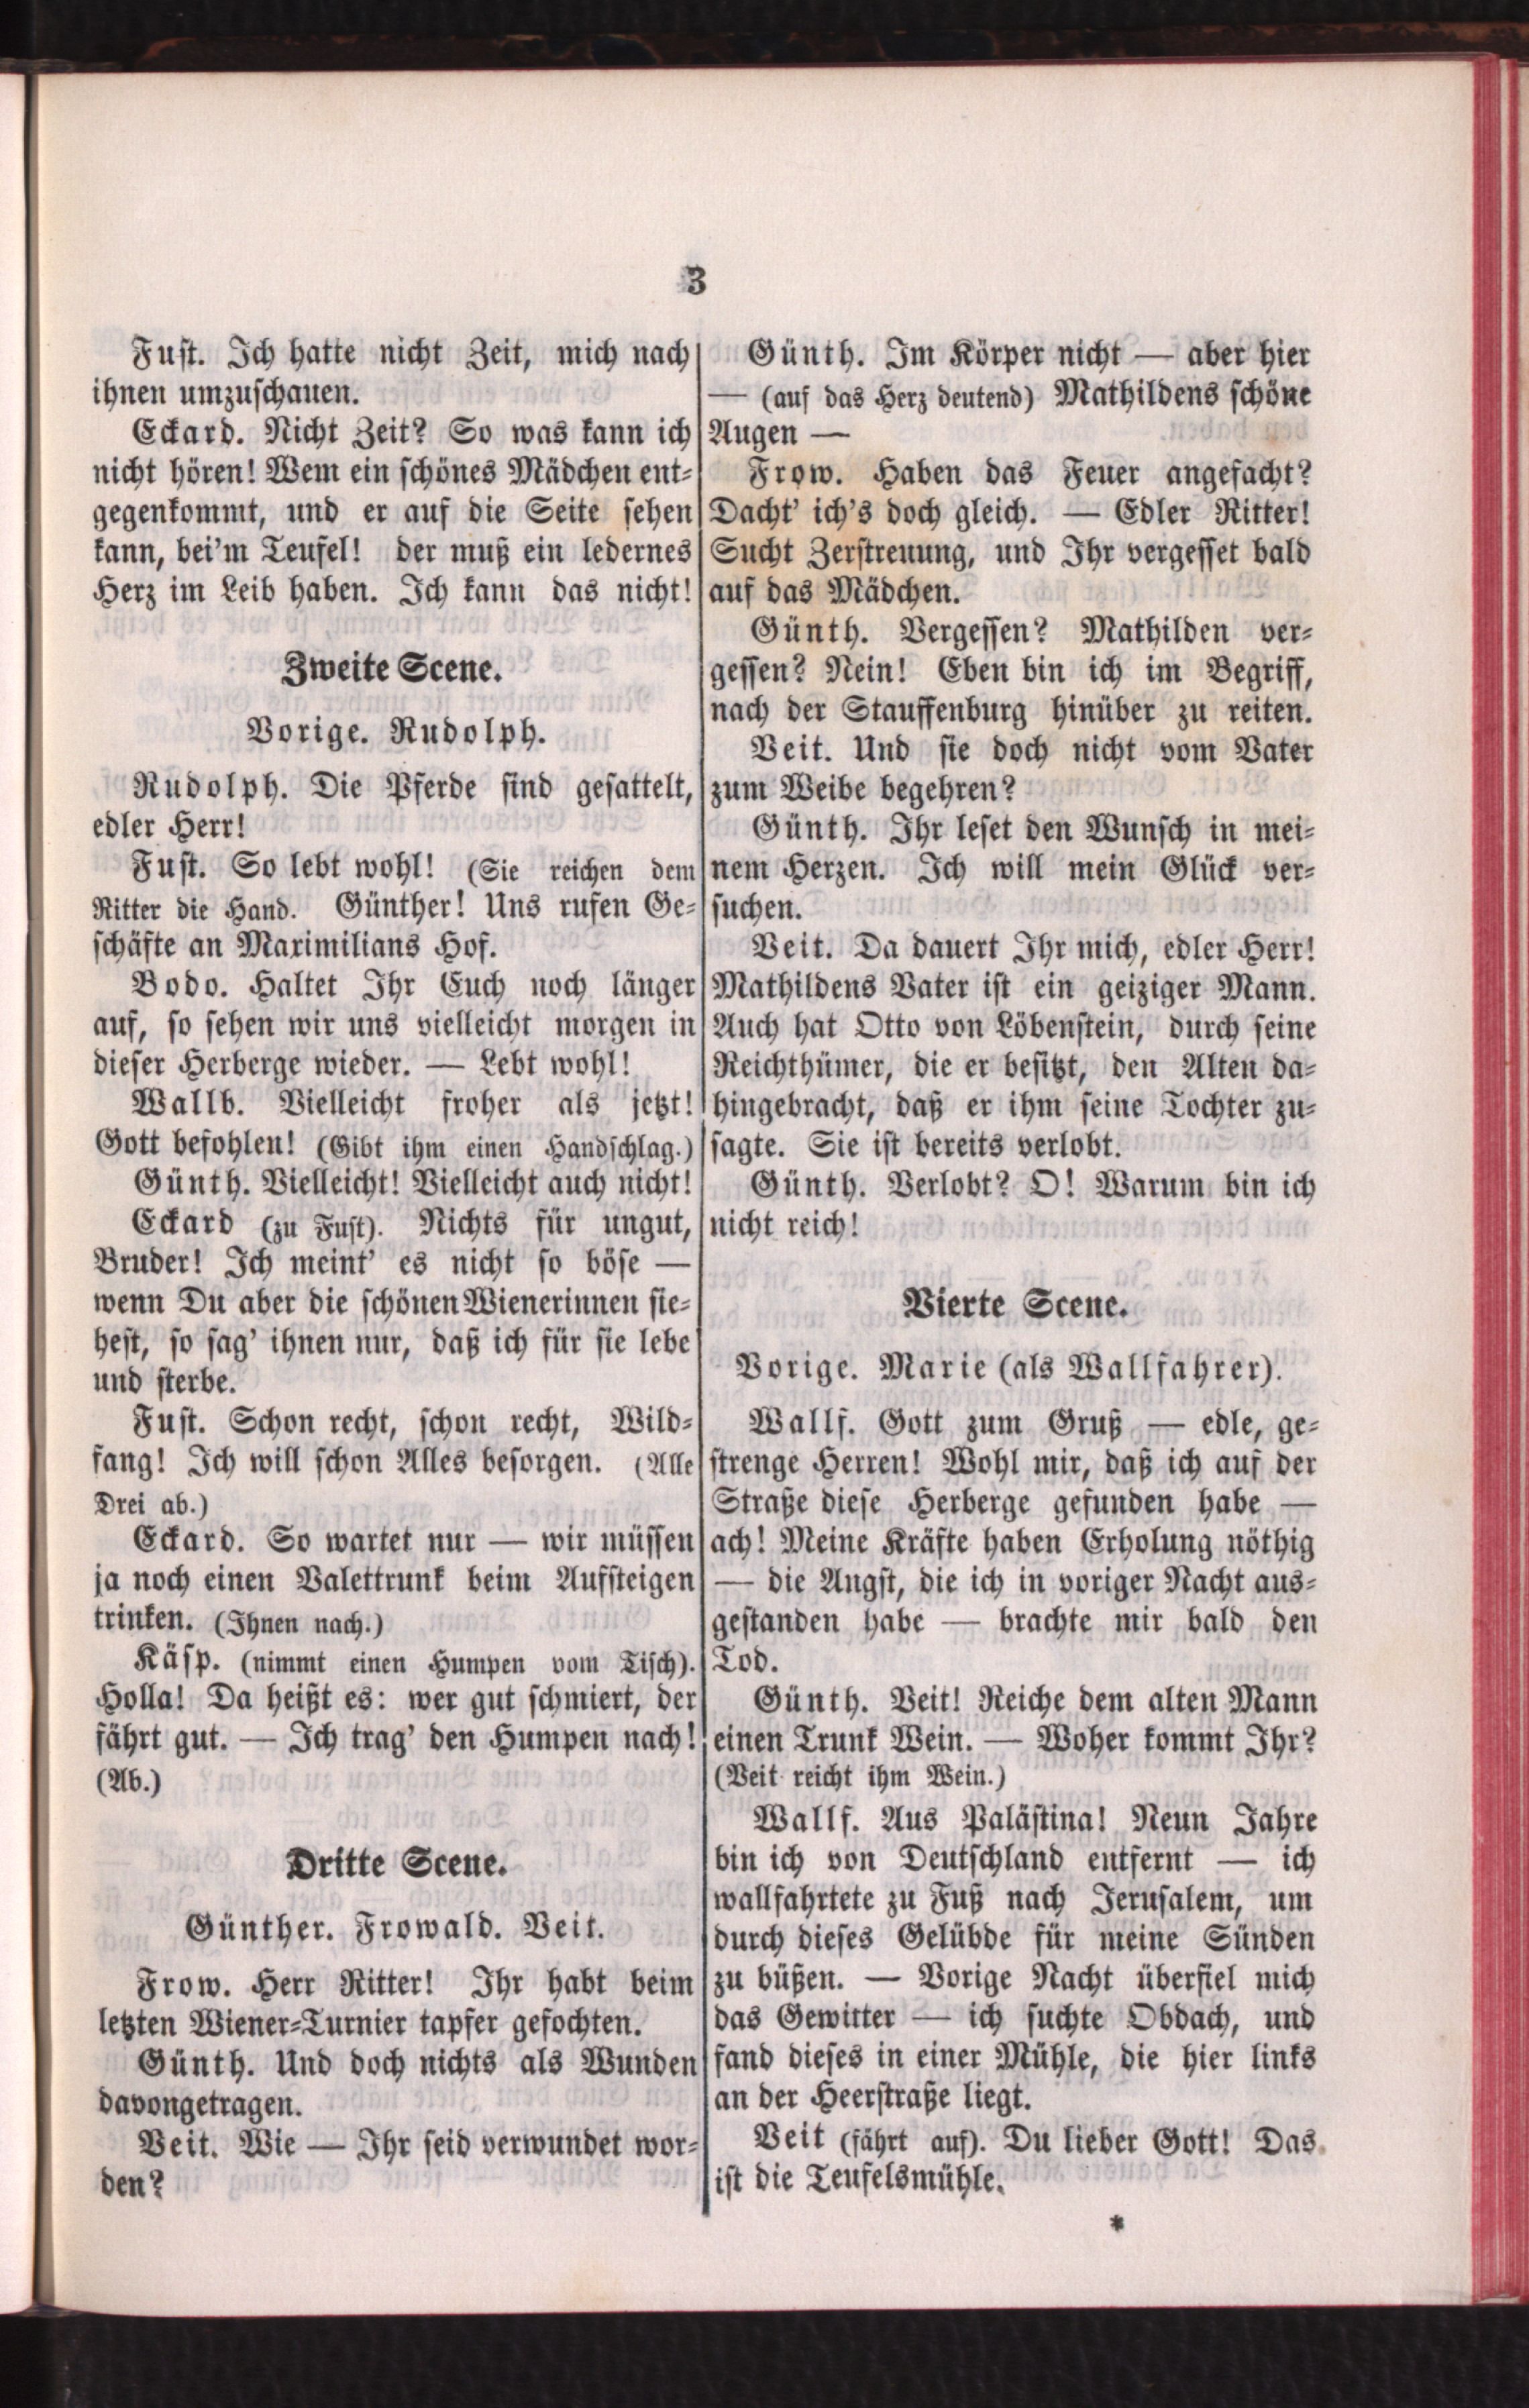 3
Fust. Ich hatte nicht Zeit, mich nach
ihnen umzuschauen.
Eckard. Nicht Zeit? So was kann ich
nicht hören! Wem ein schönes Mädchen ent-
gegenkommt, und er auf die Seite sehen
kann, bei'm Teufel! der muß ein ledernes
Herz im Leib haben. Ich kann das nicht!
Zweite Scene.
Vorige. Rudolph.
Rudolph. Die Pferde sind gesattelt,
edler Herr!
Fust. So lebt wohl! (Sie reichen dem
Ritter die Hand. Günther! Uns rufen Ge-
schäfte an Maximilians Hof.
Bodo. Haltet Ihr Euch noch länger
auf, so sehen wir uns vielleicht morgen in
dieser Herberge wieder. — Lebt wohl!
Wallb. Vielleicht froher als jetzt!
Gott befohlen! (Gibt ihm einen Handschlag.)
Günth. Vielleicht! Vielleicht auch nicht!
Eckard (zu Fust). Nichts für ungut,
Bruder! Ich meint' es nicht so böse —
wenn Du aber die schönen Wienerinnen sie-
hest, so sag' ihnen nur, daß ich für sie lebe
und sterbe.
Fust. Schon recht, schon recht, Wild-
fang! Ich will schon Alles besorgen. (Alle
Drei ab.)
Eckard. So wartet nur — wir müssen
ja noch einen Valettrunk beim Aufsteigen
trinken. (Ihnen nach.)
Käsp. (nimmt einen Humpen vom Tisch).
Holla! Da heißt es: wer gut schmiert, der
fährt gut. — Ich trag' den Humpen nach!
(Ab.)
Dritte Scene.
Günther. Frowald. Veit.
Frow. Herr Ritter! Ihr habt beim
letzten Wiener-Turnier tapfer gefochten.
Günth. Und doch nichts als Wunden
davongetragen.
Veit. Wie — Ihr seid verwundet wor-
den?
Günth. Im Körper nicht — aber hier
— (auf das Herz deutend) Mathildens schöne
Augen —
Frow. Haben das Feuer angefacht?
Dacht' ich's doch gleich. — Edler Ritter!
Sucht Zerstreuung, und Ihr vergesset bald
auf das Mädchen.
Günth. Vergessen? Mathilden ver-
gessen? Nein! Eben bin ich im Begriff,
nach der Stauffenburg hinüber zu reiten.
Veit. Und sie doch nicht vom Vater
zum Weibe begehren?
Günth. Ihr leset den Wunsch in mei-
nem Herzen. Ich will mein Glück ver-
suchen.
Veit. Da dauert Ihr mich, edler Herr!
Mathildens Vater ist ein geiziger Mann.
Auch hat Otto von Löbenstein, durch seine
Reichthümer, die er besitzt, den Alten da-
hingebracht, daß er ihm seine Tochter zu-
sagte. Sie ist bereits verlobt.
Günth. Verlobt? O! Warum bin ich
nicht reich!
Vierte Scene.
Vorige. Marie (als Wallfahrer).
Wallf. Gott zum Gruß — edle, ge-
strenge Herren! Wohl mir, daß ich auf der
Straße diese Herberge gefunden habe —
ach! Meine Kräfte haben Erholung nöthig
— die Angst, die ich in voriger Nacht aus-
gestanden habe — brachte mir bald den
Tod.
Günth. Veit! Reiche dem alten Mann
einen Trunk Wein. — Woher kommt Ihr?
(Veit reicht ihm Wein.)
Wallf. Aus Palästina! Neun Jahre
bin ich von Deutschland entfernt — ich
wallfahrtete zu Fuß nach Jerusalem, um
durch dieses Gelübde für meine Sünden
zu büßen. — Vorige Nacht überfiel mich
das Gewitter — ich suchte Obdach, und
fand dieses in einer Mühle, die hier links
an der Heerstraße liegt.
Veit (fährt auf). Du lieber Gott! Das
ist die Teufelsmühle.
*